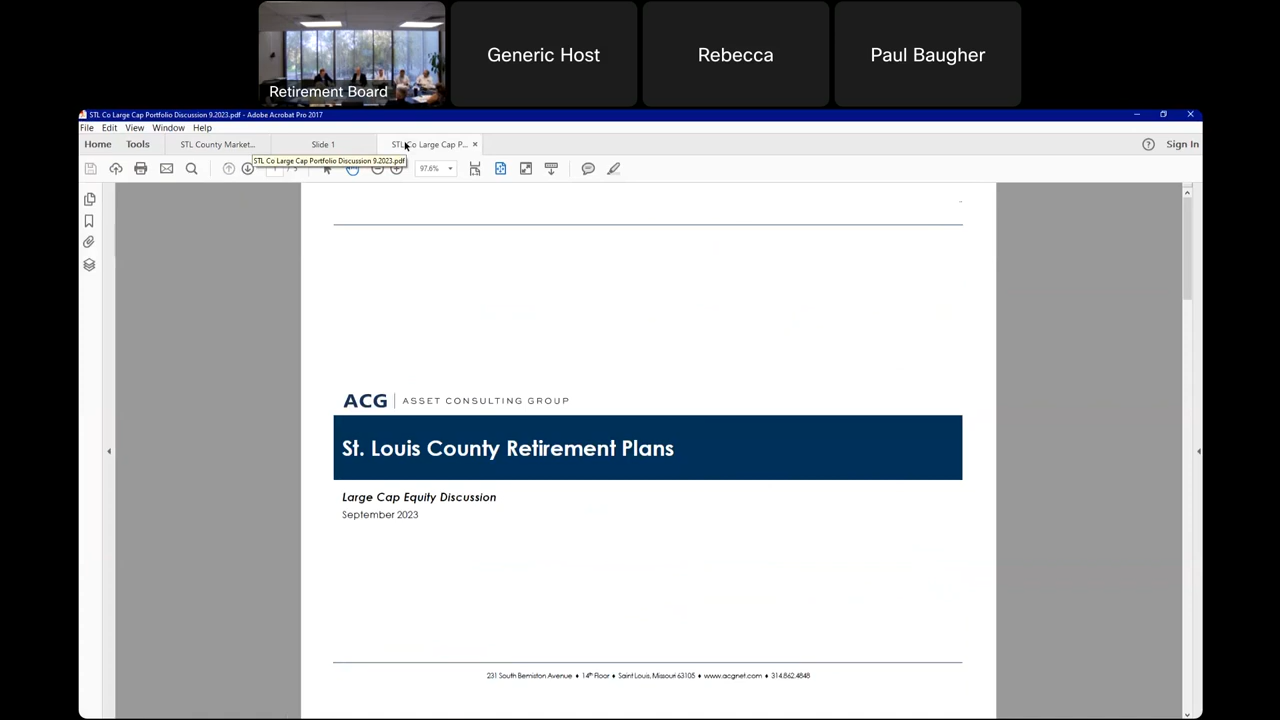 Retirement Board
Generic Host
Rebecca
Paul Baugher
STL Co Large Cap Portfolio Discussion 9.2023.pdf - Adobe Acrobat Pro 2017
File Edit View Window Help
Home Tools STL County Market... Slide 1 STL Co Large Cap P... × Sign In
STL Co Large Cap Portfolio Discussion 9.2023.pdf
97.6%
ACG | ASSET CONSULTING GROUP
St. Louis County Retirement Plans
Large Cap Equity Discussion
September 2023
231 South Bemiston Avenue ♦ 14th Floor ♦ Saint Louis, Missouri 63105 ♦ www.acgnet.com ♦ 314.862.4848